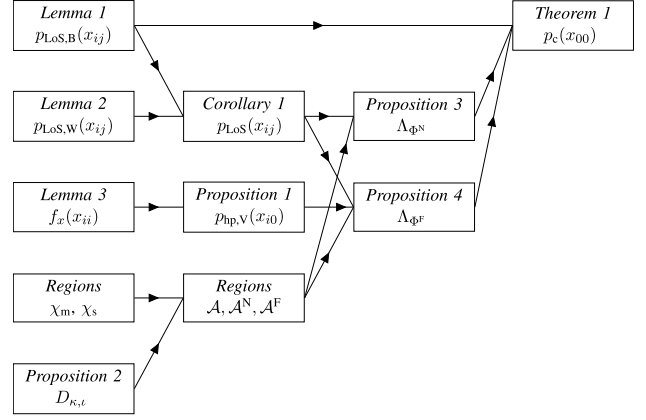 Lemma 1
p_{LoS,B}(x_{ij})
Theorem 1
p_c(x_{00})
Lemma 2
p_{LoS,W}(x_{ij})
Corollary 1
p_{LoS}(x_{ij})
Proposition 3
Λ_{Φ^N}
Lemma 3
f_x(x_{ii})
Proposition 1
p_{hp,V}(x_{i0})
Proposition 4
Λ_{Φ^F}
Regions
χ_m, χ_s
Regions
𝒜, 𝒜^N, 𝒜^F
Proposition 2
D_{κ,ι}